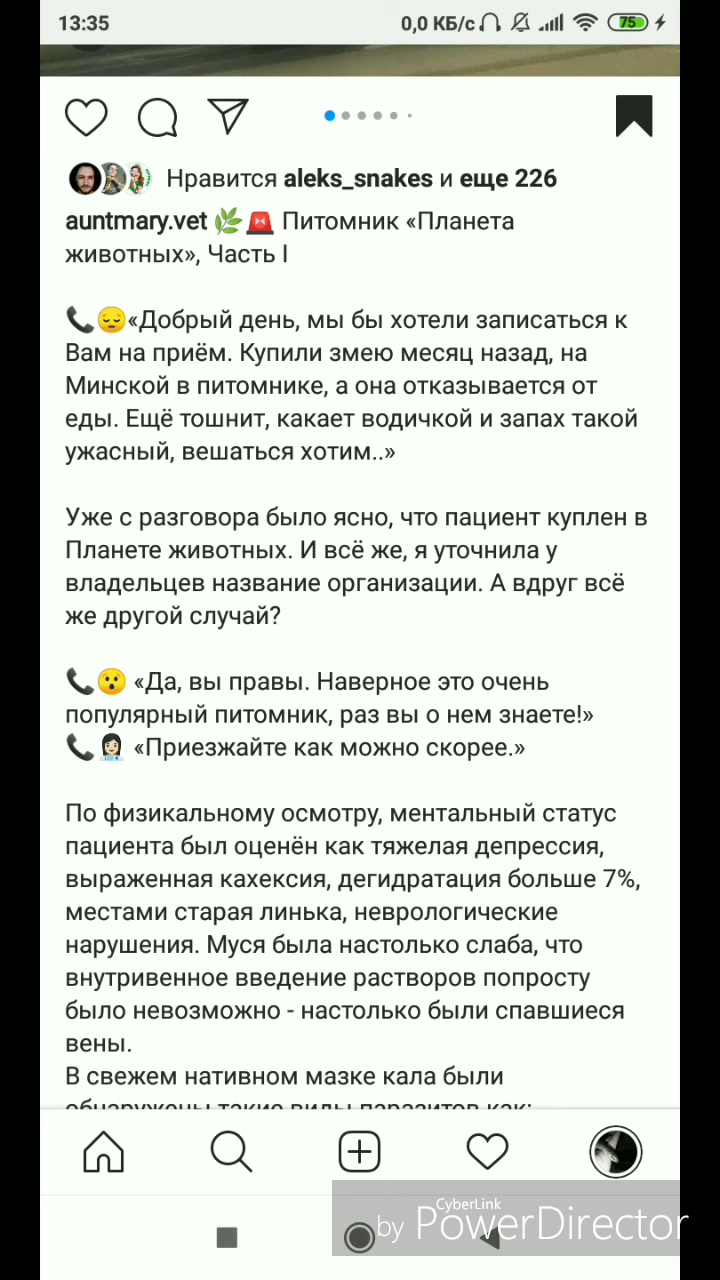 13:35
0,0 КБ/с
75
Нравится aleks_snakes и еще 226
auntmary.vet 🌿🚨 Питомник «Планета
животных», Часть I
📞😔«Добрый день, мы бы хотели записаться к
Вам на приём. Купили змею месяц назад, на
Минской в питомнике, а она отказывается от
еды. Ещё тошнит, какает водичкой и запах такой
ужасный, вешаться хотим..»
Уже с разговора было ясно, что пациент куплен в
Планете животных. И всё же, я уточнила у
владельцев название организации. А вдруг всё
же другой случай?
📞😯 «Да, вы правы. Наверное это очень
популярный питомник, раз вы о нем знаете!»
📞👩🏻‍⚕️ «Приезжайте как можно скорее.»
По физикальному осмотру, ментальный статус
пациента был оценён как тяжелая депрессия,
выраженная кахексия, дегидратация больше 7%,
местами старая линька, неврологические
нарушения. Муся была настолько слаба, что
внутривенное введение растворов попросту
было невозможно - настолько были спавшиеся
вены.
В свежем нативном мазке кала были
обнаружены такие виды паразитов как:
CyberLink
by PowerDirector